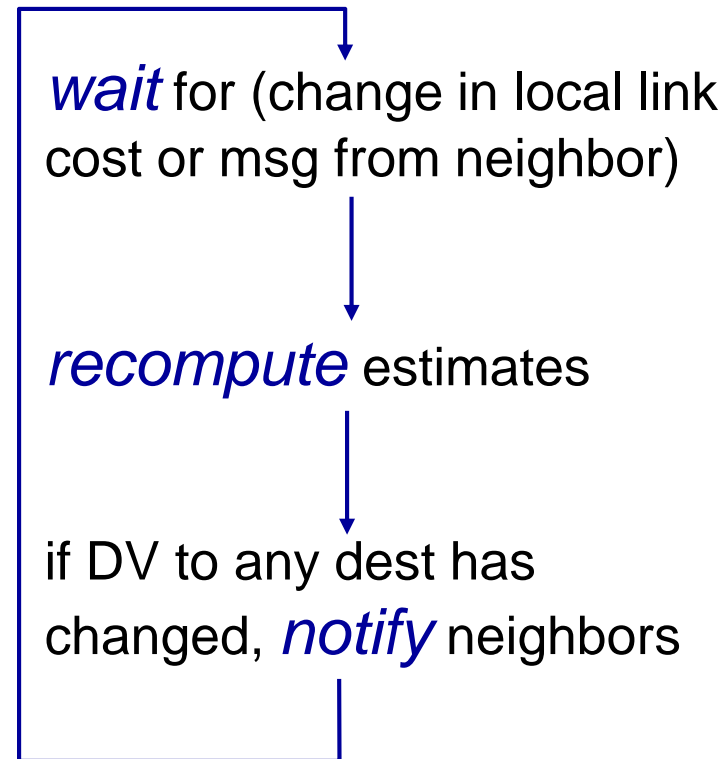 wait for (change in local link
cost or msg from neighbor)
recompute estimates
if DV to any dest has
changed, notify neighbors